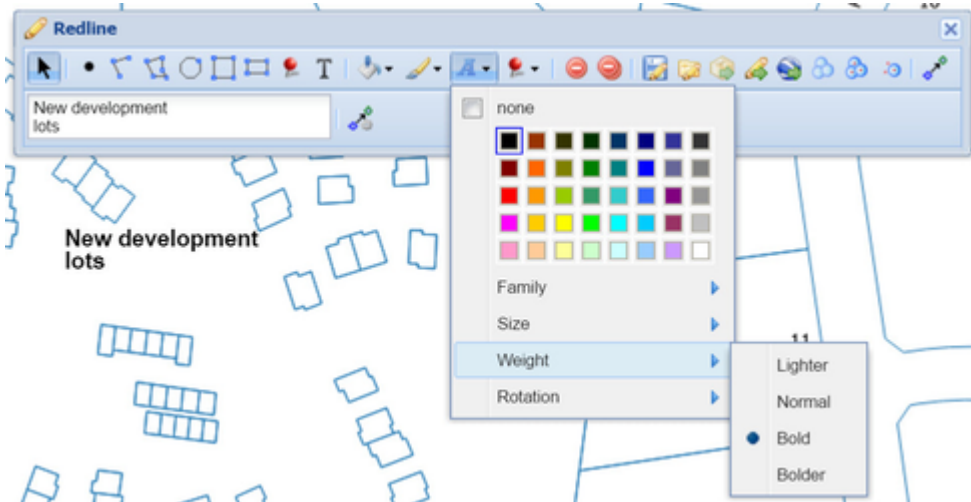 Redline
T
A
New development
lots
none
New development
lots
Family
Size
Weight
Rotation
11
Lighter
Normal
Bold
Bolder